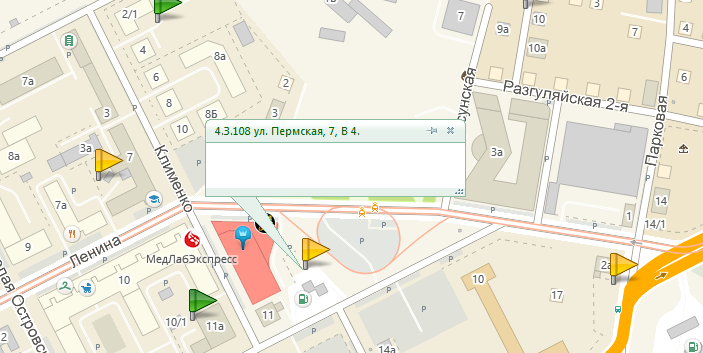 2/1
7
10
9а
10а
4
8а
7а
6
2
3
8
8Б
6
Разгуляйская 2-я
сунская
Парковая
10
4.3.108 ул. Пермская, 7, В 4.
8а
3а
7
3а
Клименко
7а
14
14/1
9
Ленина
МедЛабЭкспресс
2а
10
17
10/1
11а
11
14а